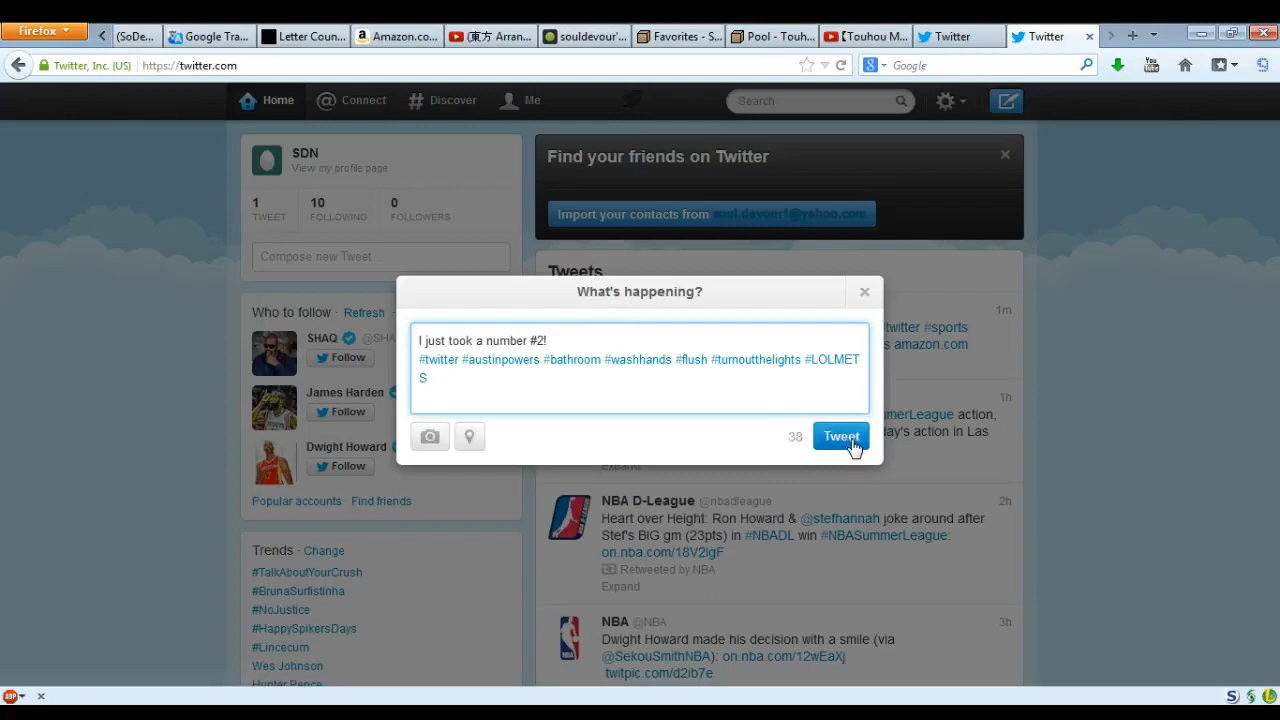 Firefox
(SoDe...
Google Tra...
Letter Coun...
Amazon.co...
(東方 Arran...
souldevour'...
Favorites - S...
Pool - Touh...
【Touhou M...
Twitter
Twitter
Twitter, Inc. (US)
https://twitter.com
Google
You
Home
Connect
Discover
Me
Search
SDN
View my profile page
1
TWEET
10
FOLLOWING
0
FOLLOWERS
Compose new Tweet...
Find your friends on Twitter
Import your contacts from
Tweets
What's happening?
I just took a number #2!
#twitter #austinpowers #bathroom #washhands #flush #turnoutthelights #LOLMET
S
38
Tweet
Who to follow · Refresh
SHAQ
Follow
James Harden
Follow
Dwight Howard
Follow
Popular accounts · Find friends
Trends · Change
#TalkAboutYourCrush
#BrunaSurfistinha
#NoJustice
#HappySpikersDays
#Lincecum
Wes Johnson
Hunter Pence
1m
#sports
amazon.com
1h
action,
day's action in Las
Expand
NBA D-League @nbadleague
2h
Heart over Height: Ron Howard & @stefhannah joke around after
Stef's BIG gm (23pts) in #NBADL win #NBASummerLeague:
on.nba.com/18V2lgF
Retweeted by NBA
Expand
NBA @NBA
3h
Dwight Howard made his decision with a smile (via
@SekouSmithNBA): on.nba.com/12wEaXj
twitpic.com/d2ib7e
ABP